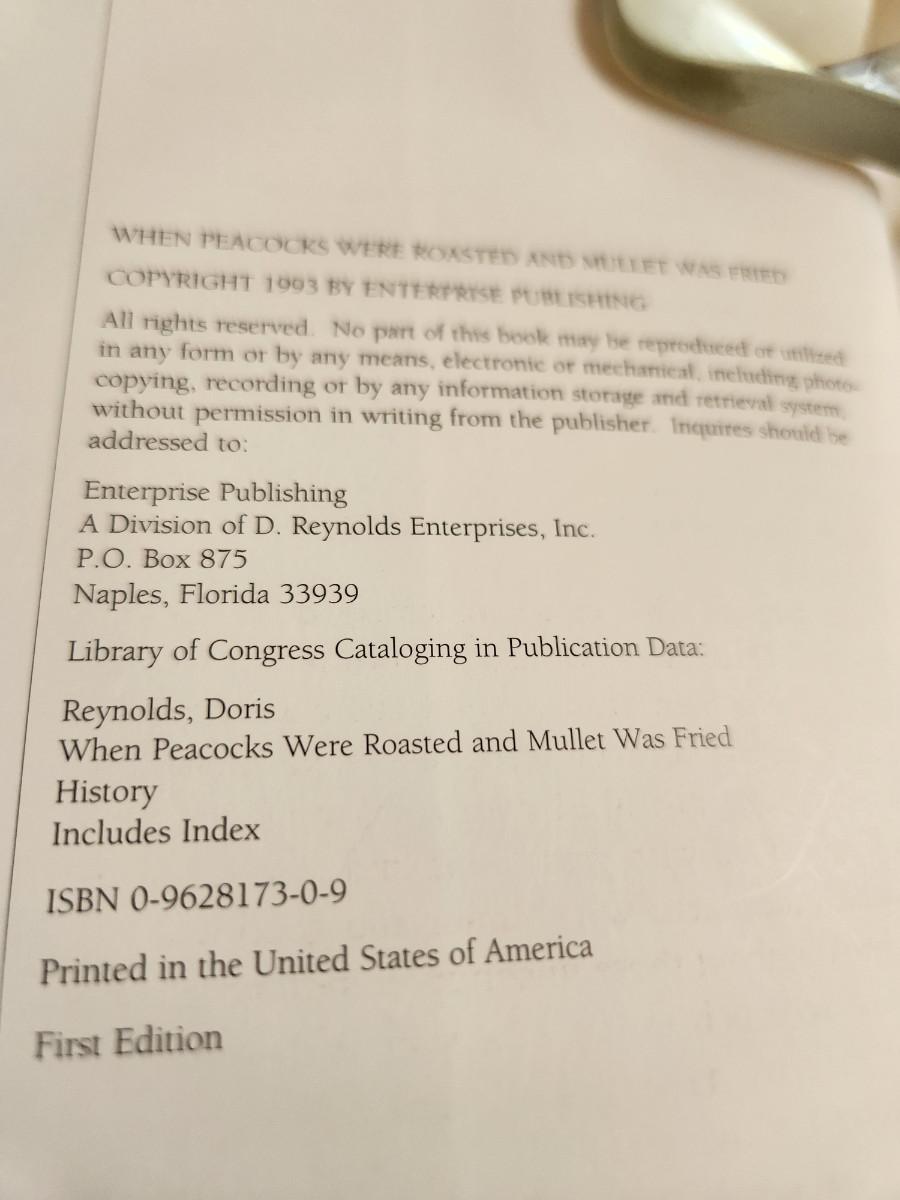 WHEN PEACOCKS WERE ROASTED AND MULLET WAS FRIED
COPYRIGHT 1993 BY ENTERPRISE PUBLISHING
All rights reserved. No part of this book may be reproduced or utilized
in any form or by any means, electronic or mechanical, including photo-
copying, recording or by any information storage and retrieval system,
without permission in writing from the publisher. Inquires should be
addressed to:
Enterprise Publishing
A Division of D. Reynolds Enterprises, Inc.
P.O. Box 875
Naples, Florida 33939
Library of Congress Cataloging in Publication Data:
Reynolds, Doris
When Peacocks Were Roasted and Mullet Was Fried
History
Includes Index
ISBN 0-9628173-0-9
Printed in the United States of America
First Edition